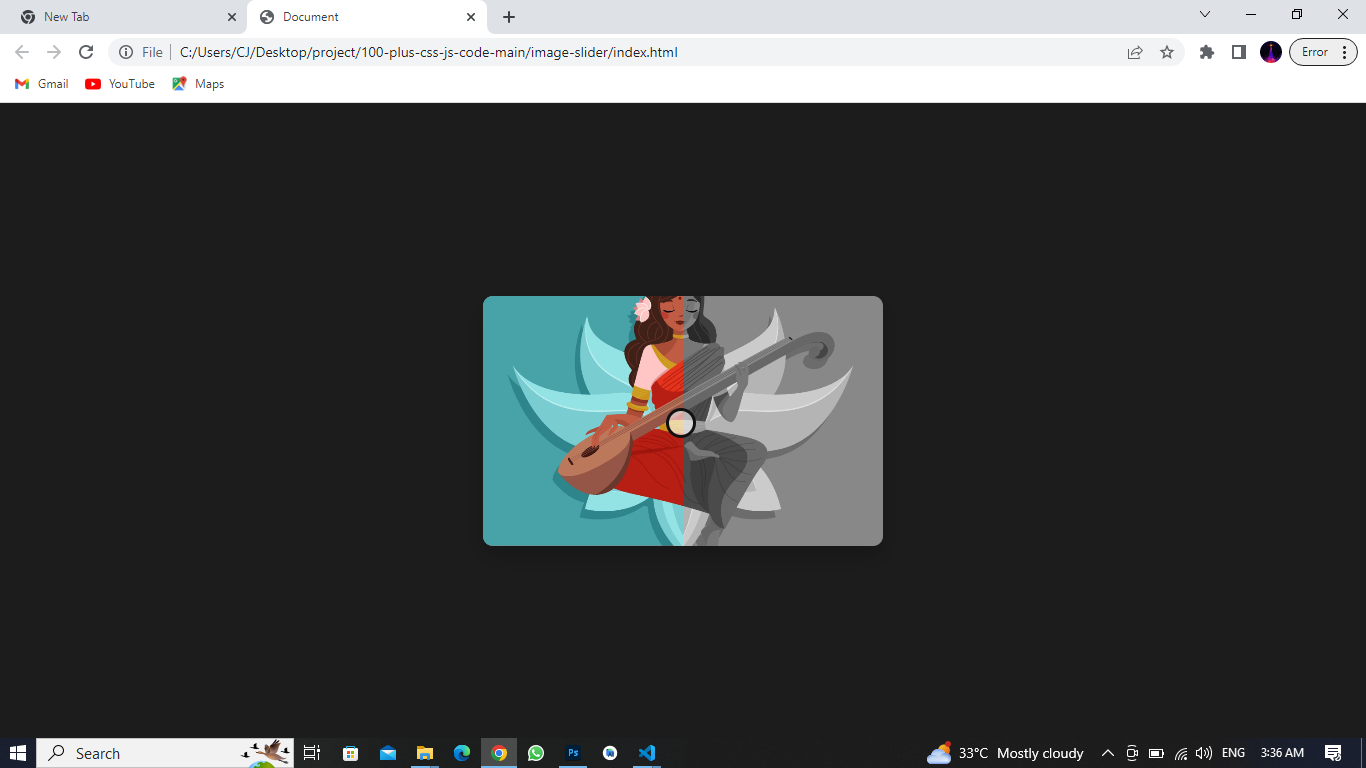 New Tab
Document
File
C:/Users/CJ/Desktop/project/100-plus-css-js-code-main/image-slider/index.html
Error
Gmail
YouTube
Maps
Search
Ps
33°C Mostly cloudy
ENG
3:36 AM